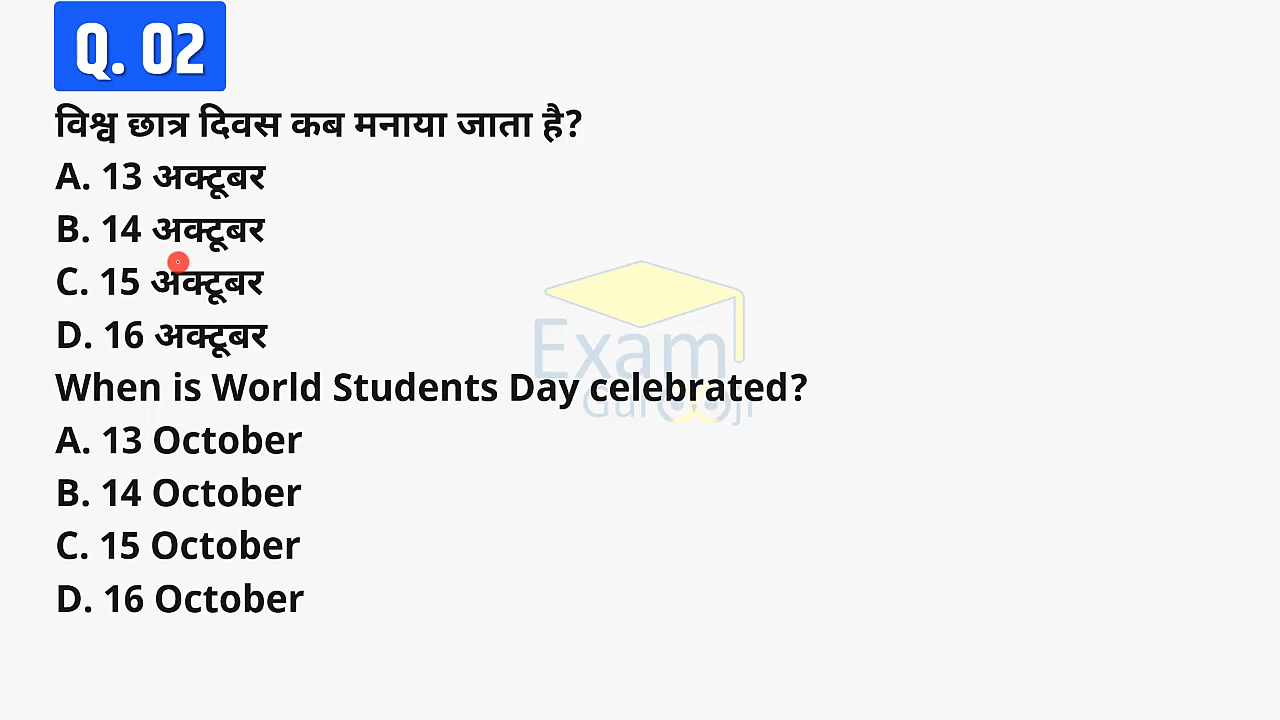 Q. 02
विश्व छात्र दिवस कब मनाया जाता है?
A. 13 अक्टूबर
B. 14 अक्टूबर
C. 15 अक्टूबर
D. 16 अक्टूबर
Exam
Gurooji
When is World Students Day celebrated?
A. 13 October
B. 14 October
C. 15 October
D. 16 October